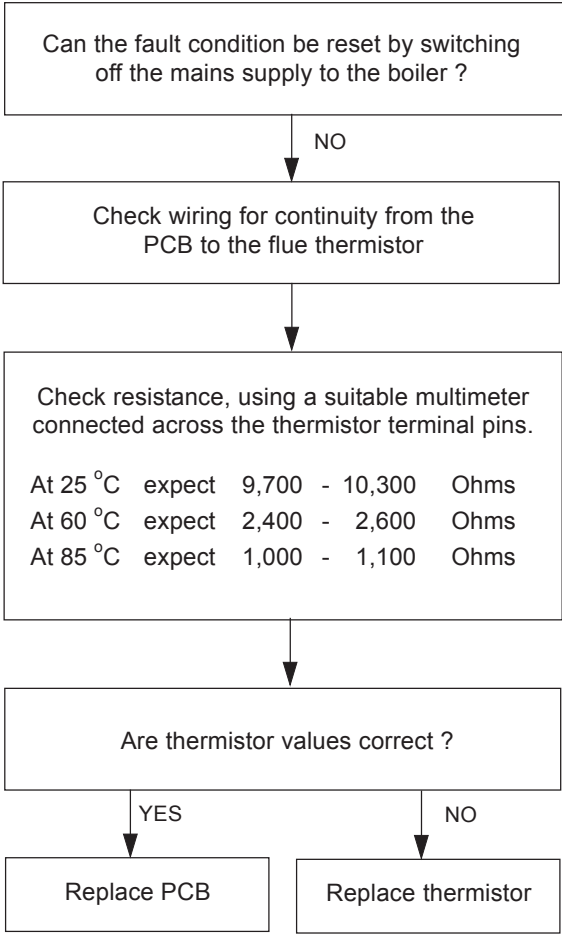 Can the fault condition be reset by switching
off the mains supply to the boiler ?
NO
Check wiring for continuity from the
PCB to the flue thermistor
Check resistance, using a suitable multimeter
connected across the thermistor terminal pins.
At 25 °C expect 9,700 - 10,300 Ohms
At 60 °C expect 2,400 - 2,600 Ohms
At 85 °C expect 1,000 - 1,100 Ohms
Are thermistor values correct ?
YES
NO
Replace PCB
Replace thermistor